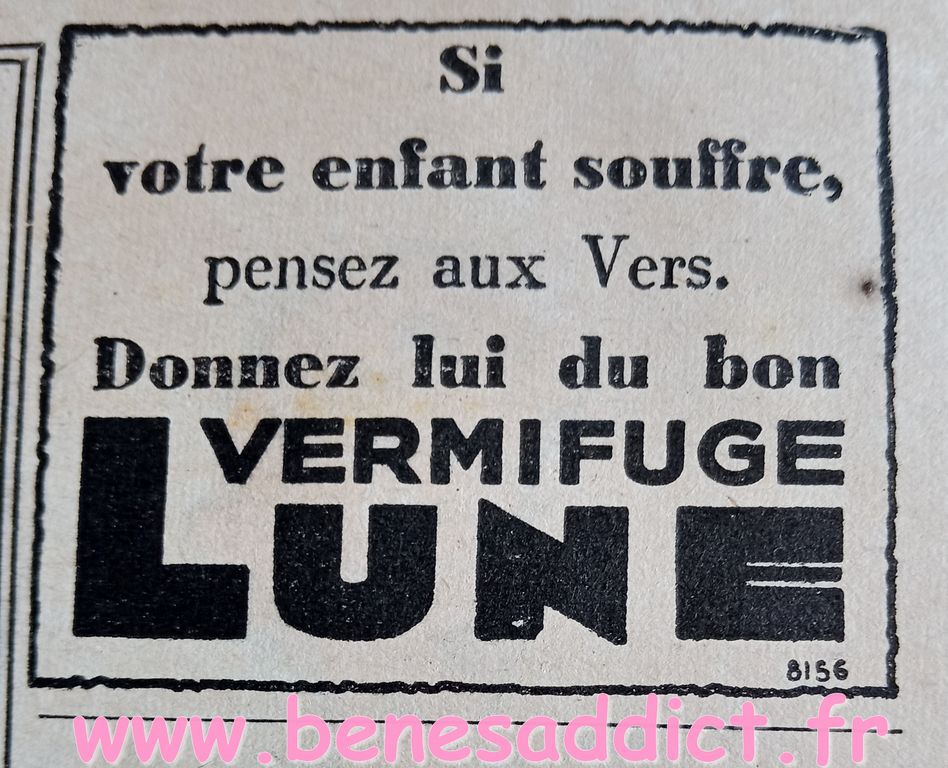 Si
votre enfant souffre,
pensez aux Vers.
Donnez lui du bon
VERMIFUGE
LUNE
8156
www.benesaddict.fr